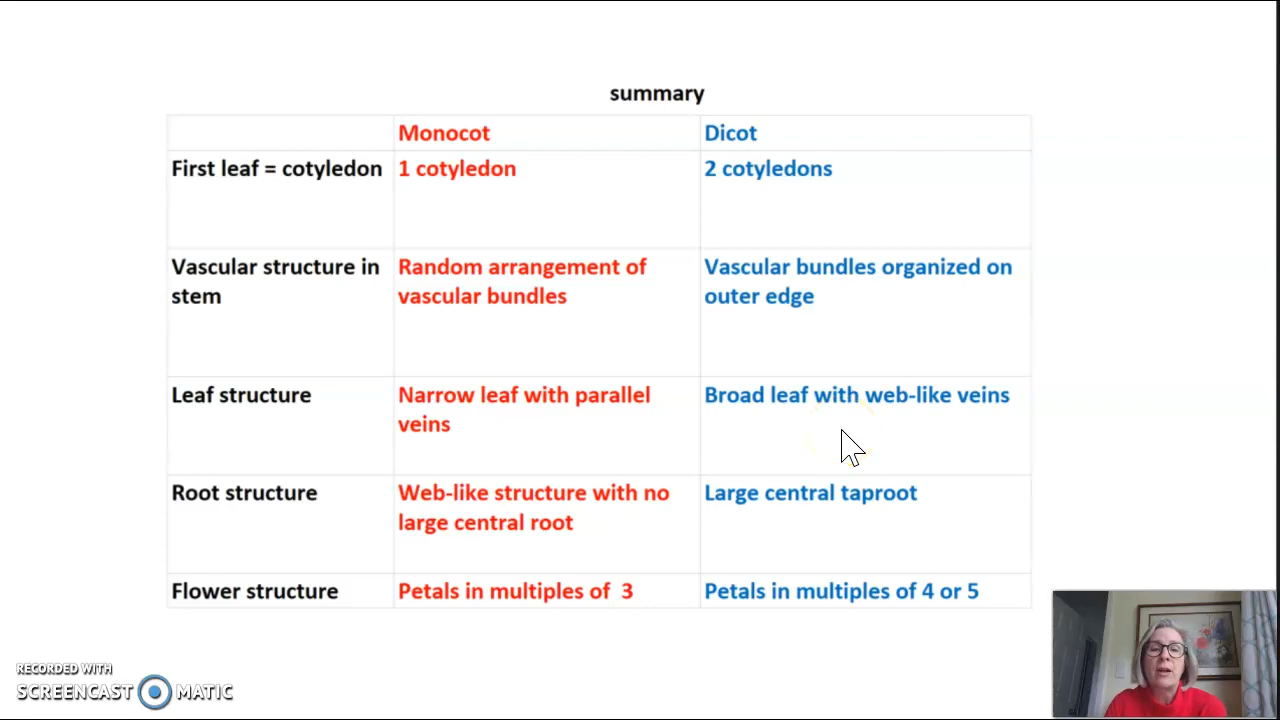 summary
Monocot Dicot
First leaf = cotyledon 1 cotyledon 2 cotyledons
Vascular structure in Random arrangement of Vascular bundles organized on
stem vascular bundles outer edge
Leaf structure Narrow leaf with parallel Broad leaf with web-like veins
veins
Root structure Web-like structure with no Large central taproot
large central root
Flower structure Petals in multiples of 3 Petals in multiples of 4 or 5
RECORDED WITH
SCREENCAST MATIC